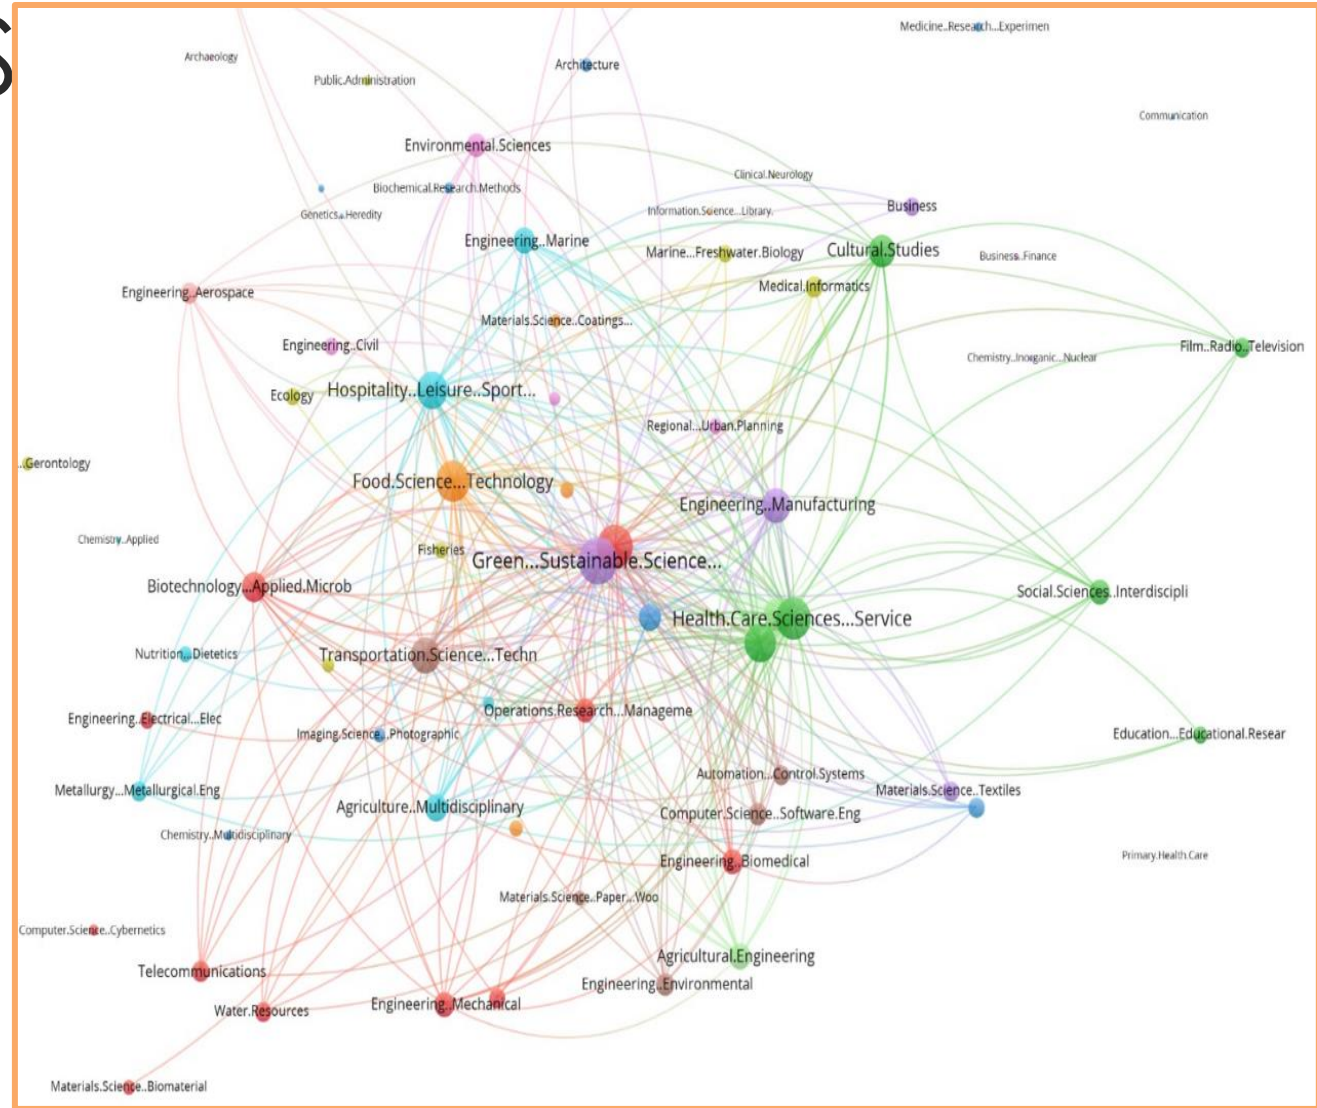 S
Medicine..Research...Experimen
Archaeology
Architecture
Public.Administration
Communication
Environmental.Sciences
Clinical.Neurology
Biochemical.Research.Methods
Business
Information.Science...Library.
Genetics...Heredity
Engineering..Marine
Cultural.Studies
Marine...Freshwater.Biology
Business..Finance
Medical.Informatics
Engineering..Aerospace
Materials.Science..Coatings...
Engineering..Civil
Film..Radio..Television
Chemistry..Inorganic...Nuclear
Hospitality..Leisure..Sport...
Ecology
Regional...Urban.Planning
...Gerontology
Food.Science...Technology
Engineering..Manufacturing
Chemistry..Applied
Fisheries
Green...Sustainable.Science...
Biotechnology...Applied.Microb
Social.Sciences..Interdiscipli
Health.Care.Sciences...Service
Nutrition...Dietetics
Transportation.Science...Techn
Operations.Research...Manageme
Engineering..Electrical...Elec
Imaging.Science...Photographic
Education...Educational.Resear
Automation...Control.Systems
Metallurgy...Metallurgical.Eng
Materials.Science..Textiles
Agriculture..Multidisciplinary
Computer.Science..Software.Eng
Chemistry..Multidisciplinary
Primary.Health.Care
Engineering..Biomedical
Materials.Science..Paper...Woo
Computer.Science..Cybernetics
Agricultural.Engineering
Telecommunications
Engineering..Environmental
Engineering..Mechanical
Water.Resources
Materials.Science..Biomaterial